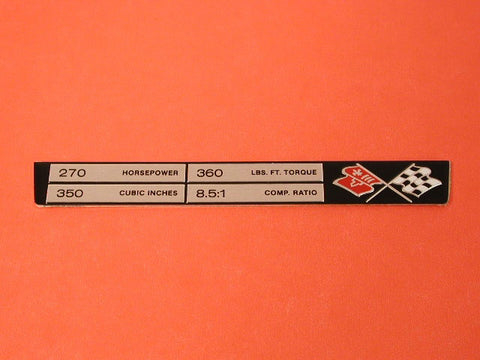 270 HORSEPOWER 360 LBS. FT. TORQUE
350 CUBIC INCHES 8.5:1 COMP. RATIO